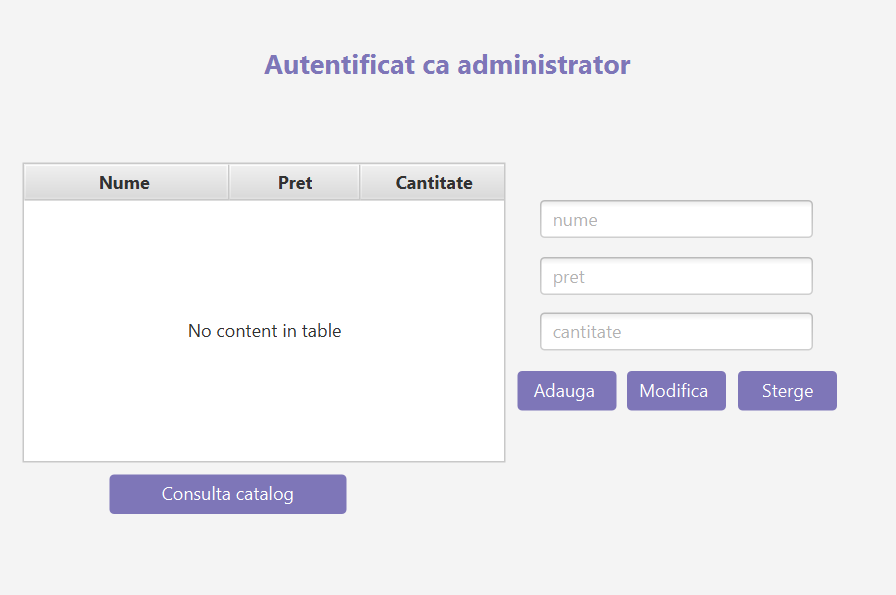 Autentificat ca administrator
Nume Pret Cantitate
No content in table
nume
pret
cantitate
Adauga Modifica Sterge
Consulta catalog